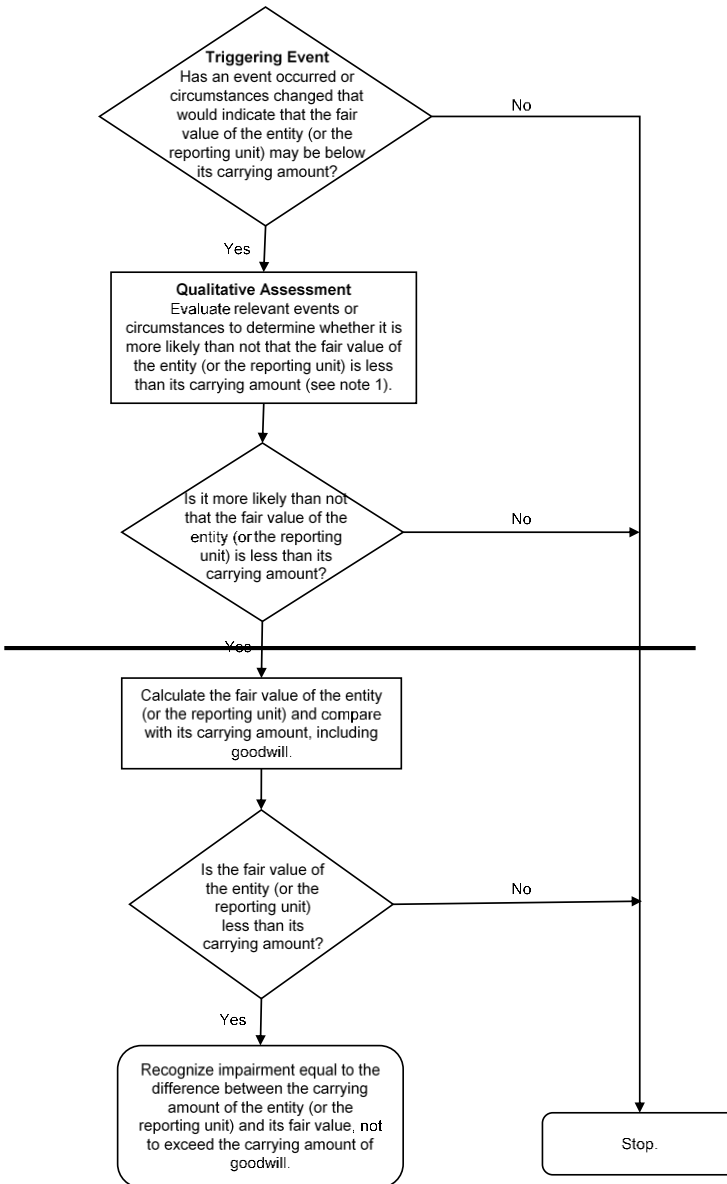 Triggering Event
Has an event occurred or
circumstances changed that
would indicate that the fair
value of the entity (or the
reporting unit) may be below
its carrying amount?
No
Yes
Qualitative Assessment
Evaluate relevant events or
circumstances to determine whether it is
more likely than not that the fair value of
the entity (or the reporting unit) is less
than its carrying amount (see note 1).
Is it more likely than not
that the fair value of the
entity (or the reporting
unit) is less than its
carrying amount?
No
Yes
Calculate the fair value of the entity
(or the reporting unit) and compare
with its carrying amount, including
goodwill.
Is the fair value of
the entity (or the
reporting unit)
less than its
carrying amount?
No
Yes
Recognize impairment equal to the
difference between the carrying
amount of the entity (or the
reporting unit) and its fair value, not
to exceed the carrying amount of
goodwill.
Stop.